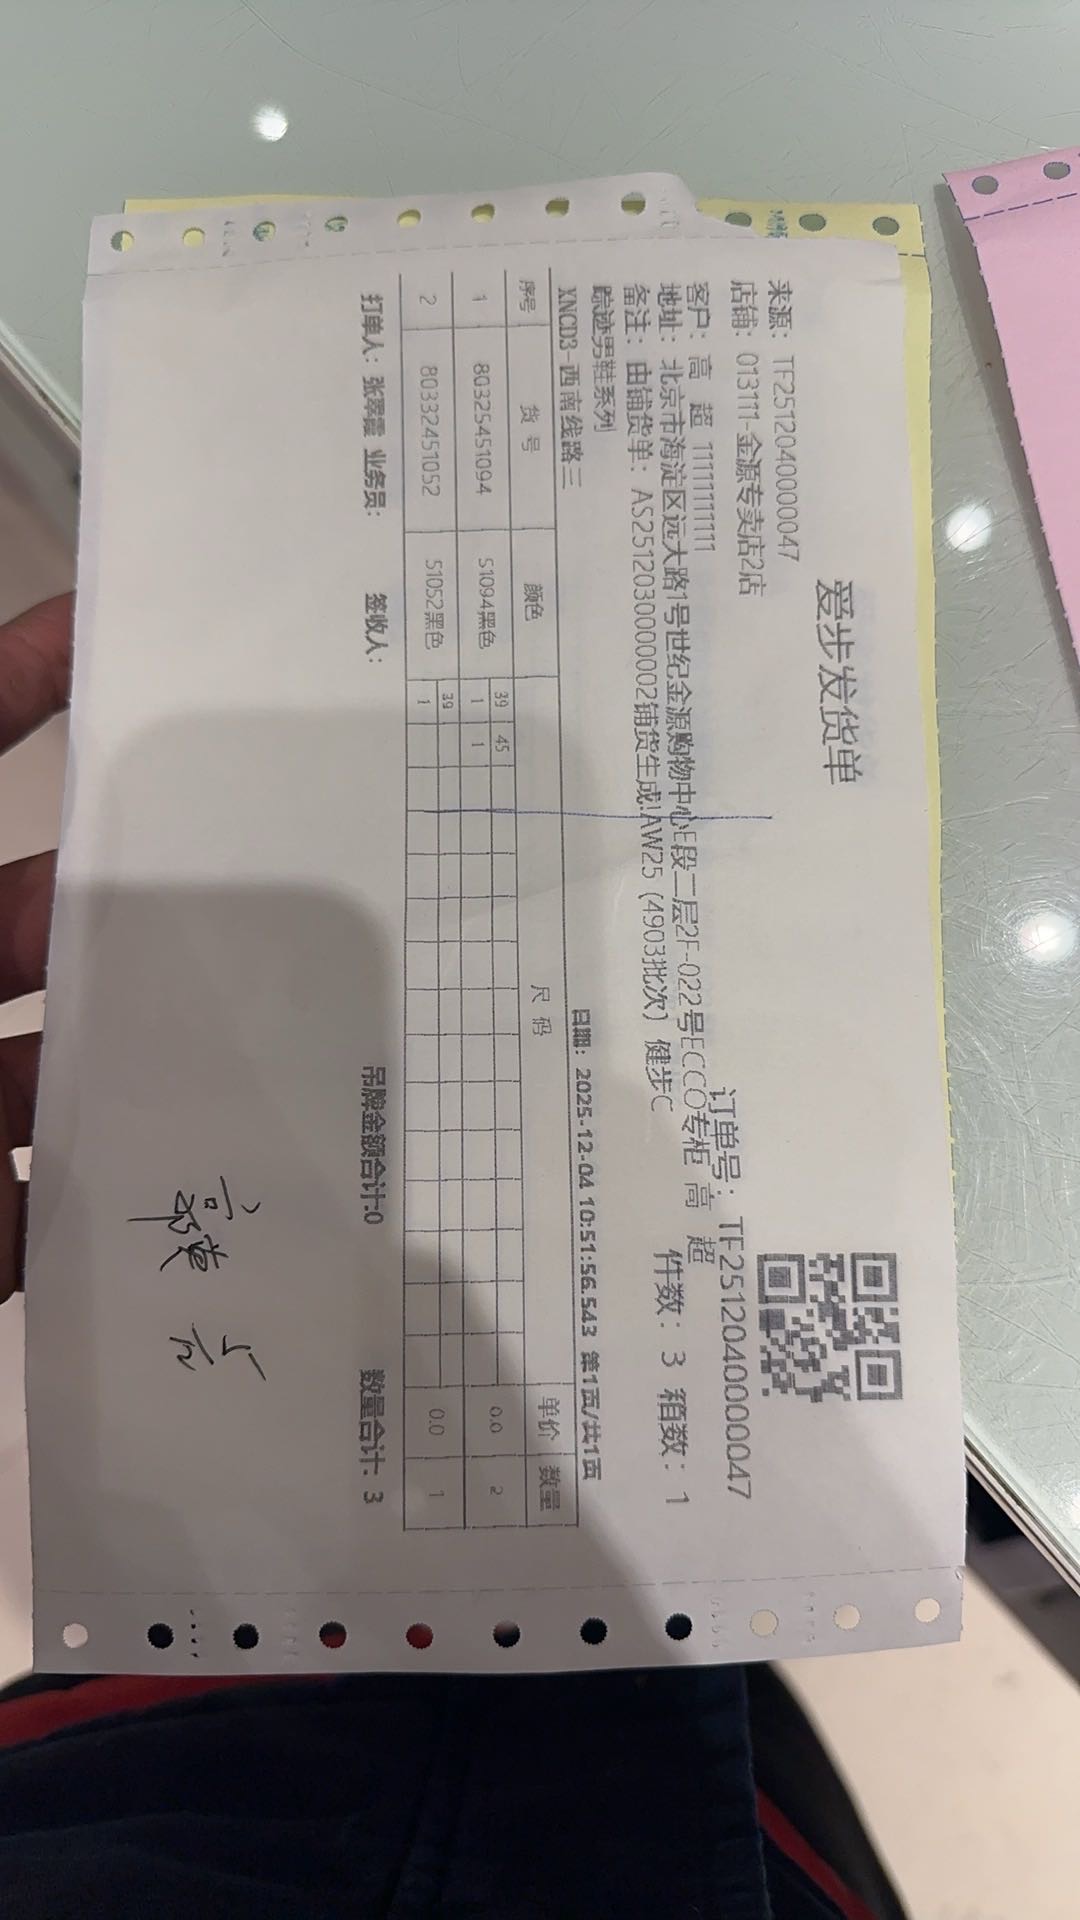 爱步发货单
来源：TF251204000047
店铺：013111-金源专卖店2店
订单号：TF251204000047
客户：高 超 11111111111
地址：北京市海淀区远大路1号世纪金源购物中心E段二层2F-022号ECCO专柜 高 超
备注：由铺货单：AS251203000002铺货生成!AW25 (4903批次) 健步C
件数：3 箱数：1
踪迹男鞋系列
XNCD3-西南线路三
日期：2025-12-04 10:51:56.543 第1页/共1页
序号 货号 颜色 尺码 单价 数量
39 45
1 80325451094 51094黑色 1 1 0.0 2
39
2 80332451052 51052黑色 1 0.0 1
打单人：张翠霞 业务员： 签收人： 吊牌金额合计:0 数量合计：3